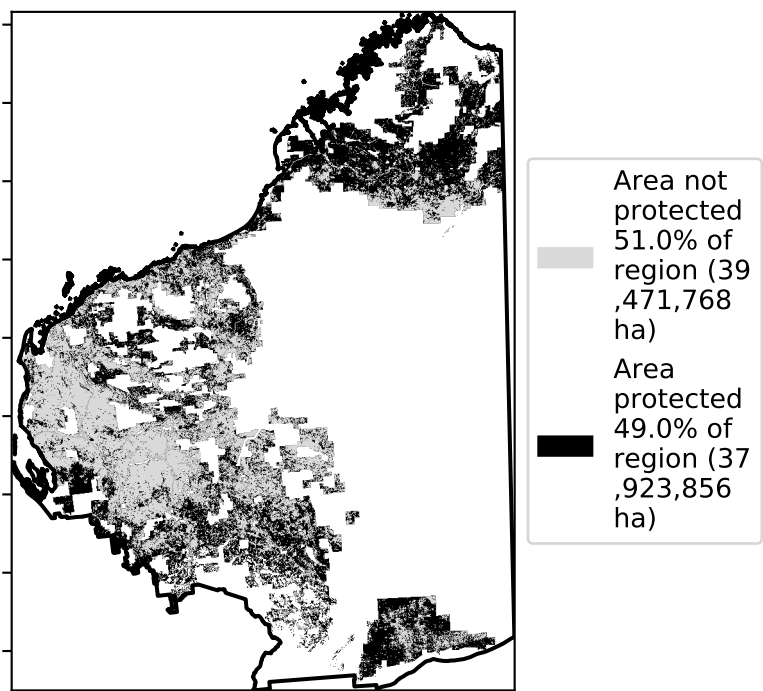 Area not
protected
51.0% of
region (39
,471,768
ha)
Area
protected
49.0% of
region (37
,923,856
ha)